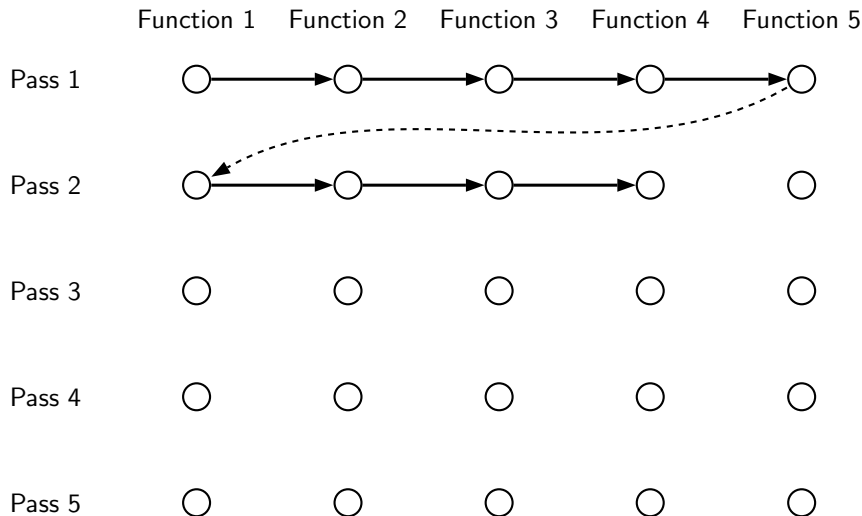 Function 1 Function 2 Function 3 Function 4 Function 5
Pass 1
Pass 2
Pass 3
Pass 4
Pass 5